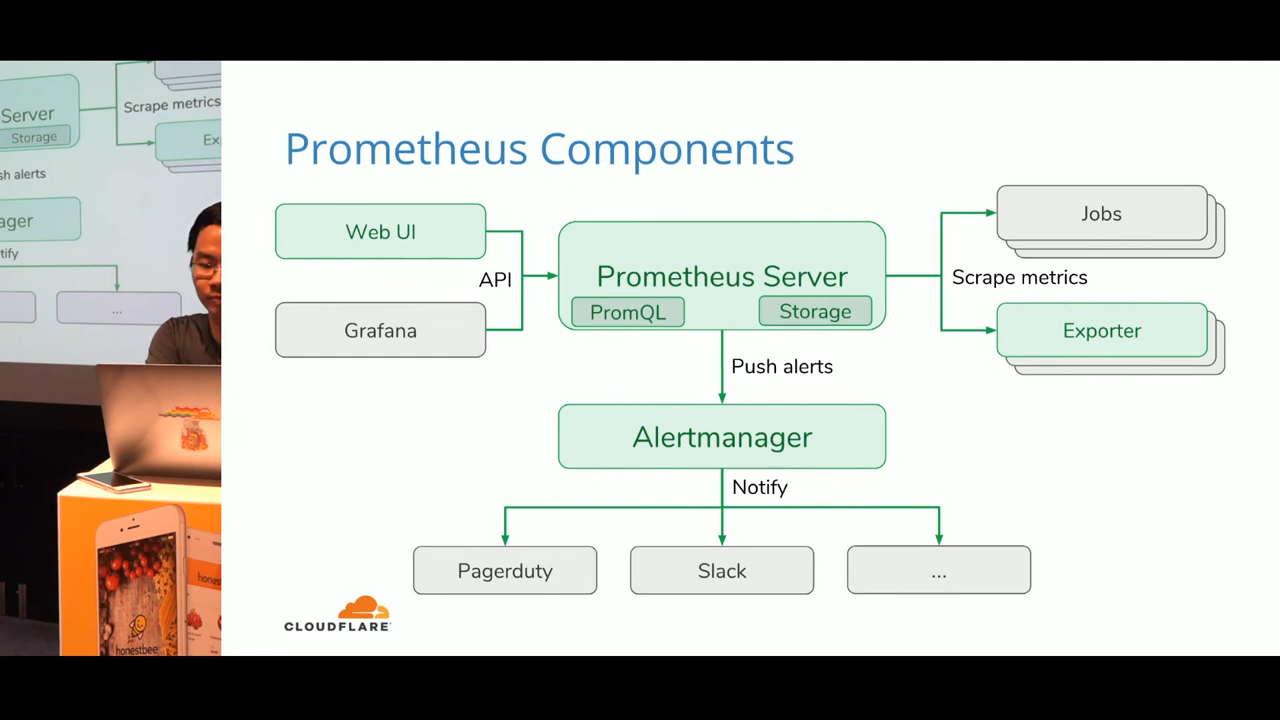 Server
Storage
Scrape metrics
sh alerts
ager
tify
...
honestbee
Prometheus Components
Web UI
Grafana
API
Prometheus Server
PromQL
Storage
Scrape metrics
Jobs
Exporter
Push alerts
Alertmanager
Notify
Pagerduty
Slack
...
CLOUDFLARE